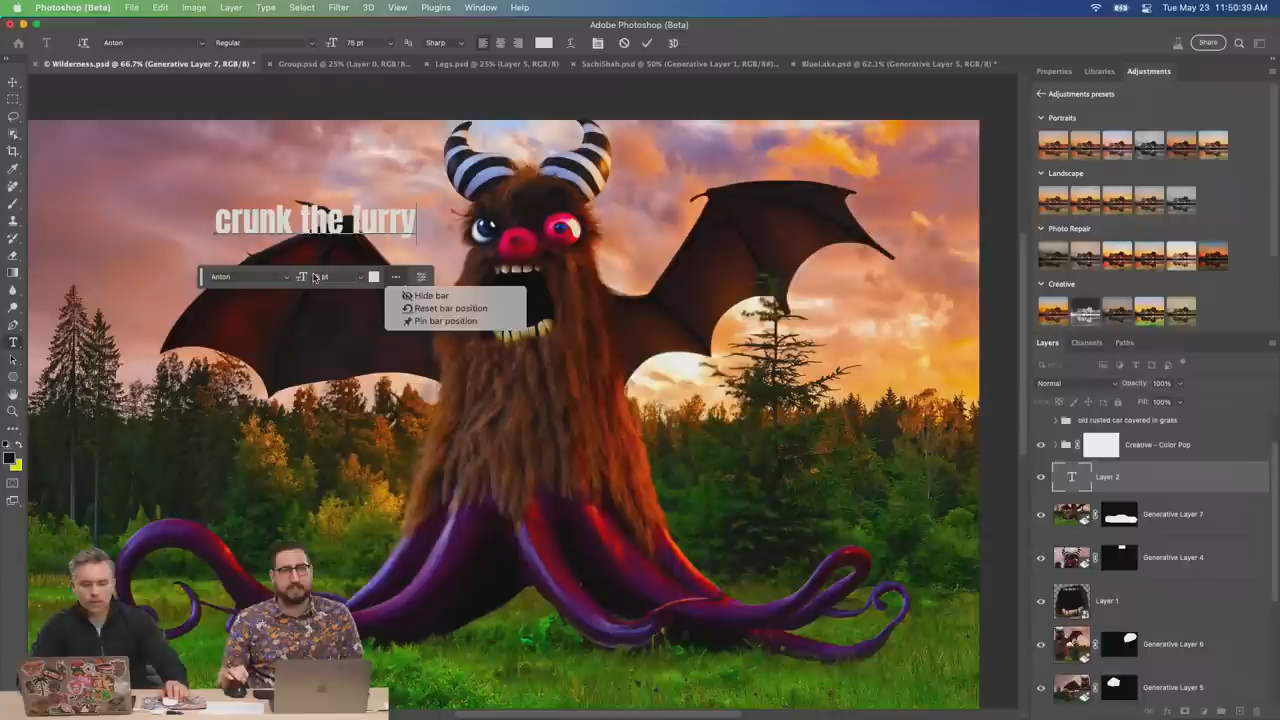 Photoshop (Beta) File Edit Image Layer Type Select Filter 3D View Plugins Window Help Tue May 23 11:50:39 AM
Adobe Photoshop (Beta)
Anton Regular 75 pt Sharp 3D Share
© Wilderness.psd @ 66.7% (Generative Layer 7, RGB/8) * Group.psd @ 25% (Layer 0, RGB/8... Legs.psd @ 25% (Layer 5, RGB/8) SachiShah.psd @ 50% (Generative Layer 1, RGB/8#)... BlueLake.psd @ 62.1% (Generative Layer 5, RGB/8) *
Properties Libraries Adjustments
Adjustments presets
Portraits
Landscape
Photo Repair
Creative
crunk the furry
Anton pt
Hide bar
Reset bar position
Pin bar position
Layers Channels Paths
Normal Opacity: 100%
Fill: 100%
old rusted car covered in grass
Creative - Color Pop
Layer 2
Generative Layer 7
Generative Layer 4
Layer 1
Generative Layer 6
Generative Layer 5